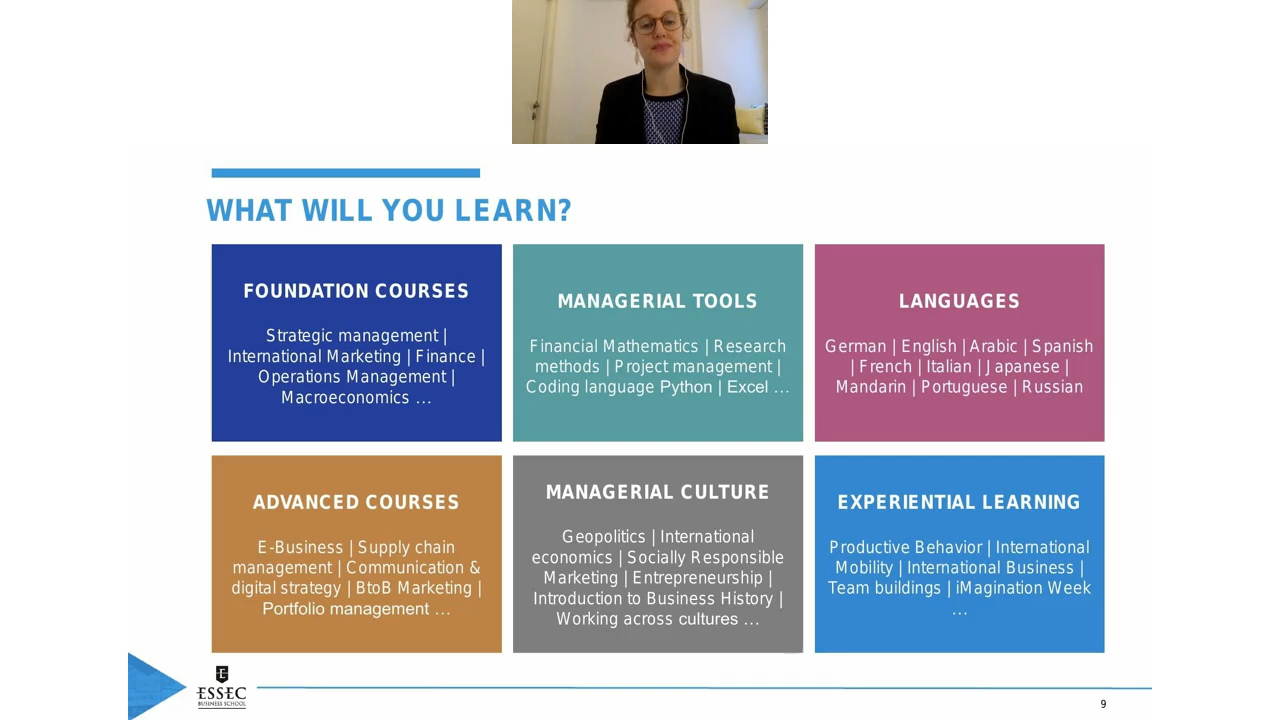 WHAT WILL YOU LEARN?
FOUNDATION COURSES
Strategic management |
International Marketing | Finance |
Operations Management |
Macroeconomics ...
MANAGERIAL TOOLS
Financial Mathematics | Research
methods | Project management |
Coding language Python | Excel ...
LANGUAGES
German | English | Arabic | Spanish
| French | Italian | Japanese |
Mandarin | Portuguese | Russian
ADVANCED COURSES
E-Business | Supply chain
management | Communication &
digital strategy | BtoB Marketing |
Portfolio management ...
MANAGERIAL CULTURE
Geopolitics | International
economics | Socially Responsible
Marketing | Entrepreneurship |
Introduction to Business History |
Working across cultures ...
EXPERIENTIAL LEARNING
Productive Behavior | International
Mobility | International Business |
Team buildings | iMagination Week
...
E
ESSEC
BUSINESS SCHOOL
9